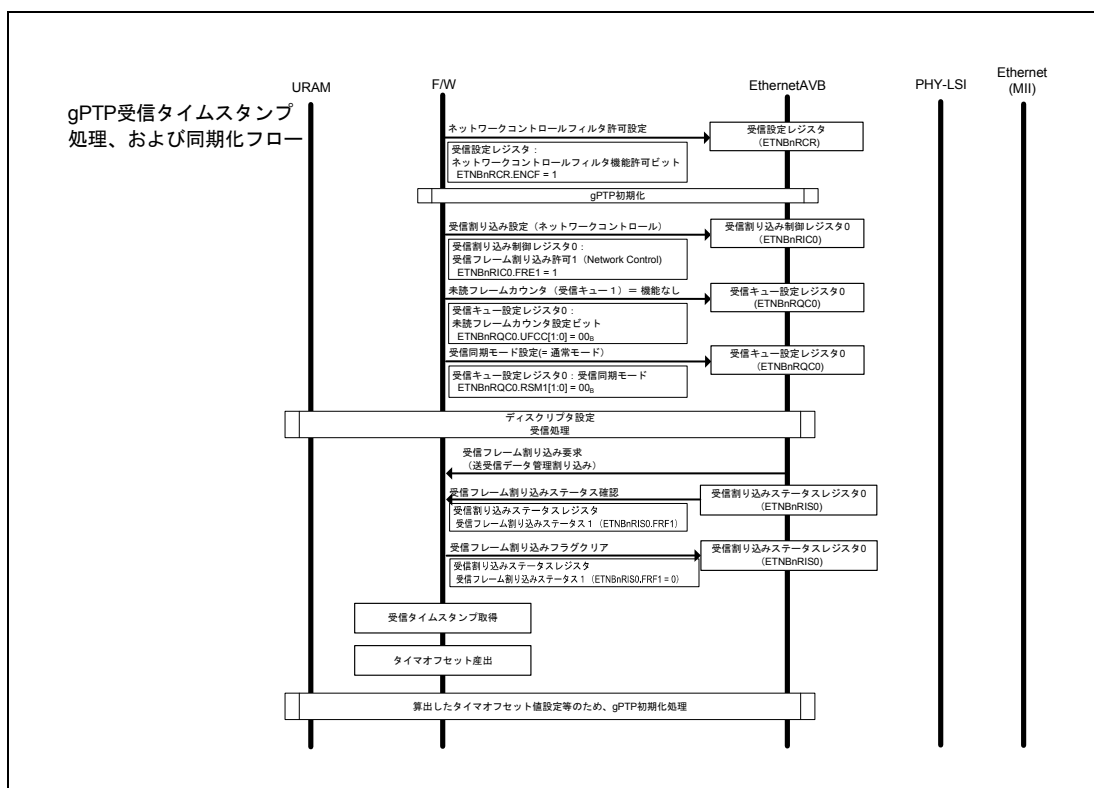 gPTP受信タイムスタンプ
処理、および同期化フロー
URAM
F/W
EthernetAVB
PHY-LSI
Ethernet
(MII)
ネットワークコントロールフィルタ許可設定
受信設定レジスタ
(ETNBnRCR)
受信設定レジスタ：
ネットワークコントロールフィルタ機能許可ビット
ETNBnRCR.ENCF = 1
gPTP初期化
受信割り込み設定（ネットワークコントロール）
受信割り込み制御レジスタ0
(ETNBnRIC0)
受信割り込み制御レジスタ0：
受信フレーム割り込み許可1（Network Control)
ETNBnRIC0.FRE1 = 1
未読フレームカウンタ（受信キュー１）＝ 機能なし
受信キュー設定レジスタ0
(ETNBnRQC0)
受信キュー設定レジスタ0：
未読フレームカウンタ設定ビット
ETNBnRQC0.UFCC[1:0] = 00B
受信同期モード設定(= 通常モード）
受信キュー設定レジスタ0
(ETNBnRQC0)
受信キュー設定レジスタ0：受信同期モード
ETNBnRQC0.RSM1[1:0] = 00B
ディスクリプタ設定
受信処理
受信フレーム割り込み要求
（送受信データ管理割り込み）
受信フレーム割り込みステータス確認
受信割り込みステータスレジスタ0
(ETNBnRIS0)
受信割り込みステータスレジスタ
受信フレーム割り込みステータス１（ETNBnRIS0.FRF1）
受信フレーム割り込みフラグクリア
受信割り込みステータスレジスタ0
(ETNBnRIS0)
受信割り込みステータスレジスタ
受信フレーム割り込みステータス１（ETNBnRIS0.FRF1 = 0）
受信タイムスタンプ取得
タイマオフセット産出
算出したタイマオフセット値設定等のため、gPTP初期化処理